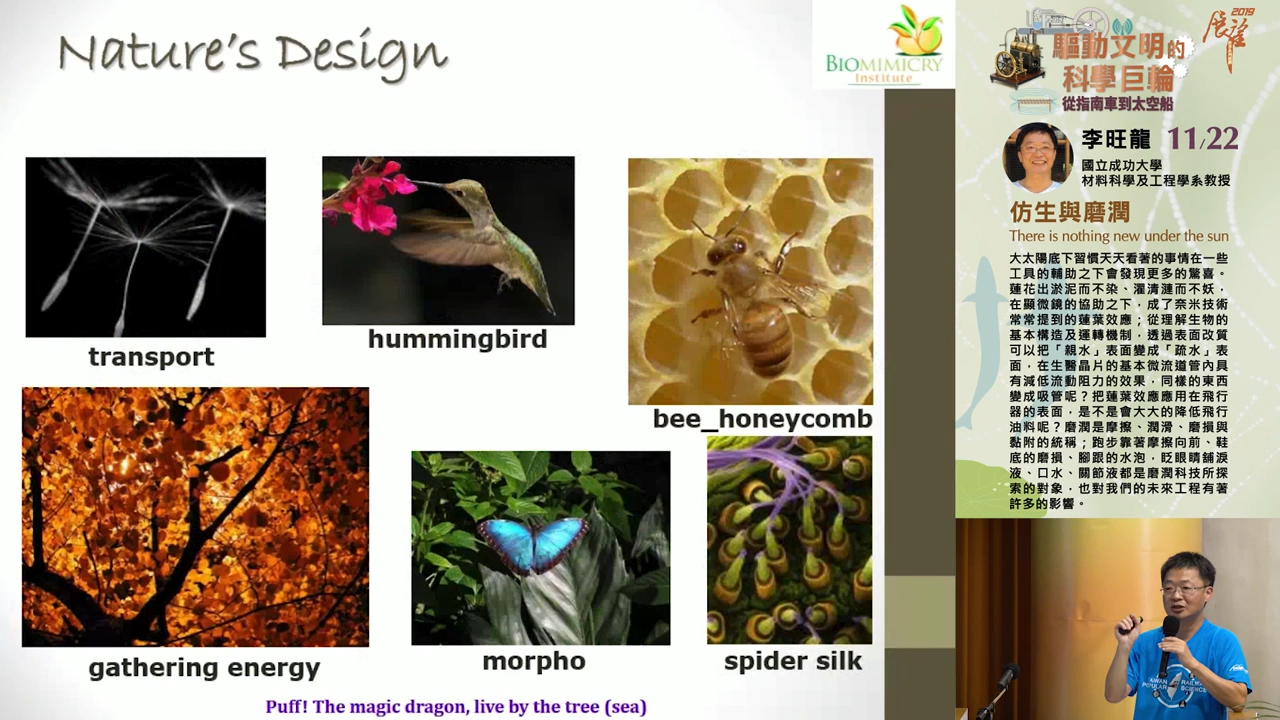 Nature's Design
BIOMIMICRY
Institute
transport
hummingbird
bee_honeycomb
gathering energy
morpho
spider silk
Puff! The magic dragon, live by the tree (sea)
2019
展望
驅動文明的
科學巨輪
從指南車到太空船
李旺龍 11/22
國立成功大學
材料科學及工程學系教授
仿生與磨潤
There is nothing new under the sun
大太陽底下習慣天天看著的事情在一些
工具的輔助之下會發現更多的驚喜。
蓮花出淤泥而不染、濯清漣而不妖，
在顯微鏡的協助之下，成了奈米技術
常常提到的蓮葉效應；從理解生物的
基本構造及運轉機制，透過表面改質
可以把「親水」表面變成「疏水」表
面，在生醫晶片的基本微流道管內具
有減低流動阻力的效果，同樣的東西
變成吸管呢？把蓮葉效應應用在飛行
器的表面，是不是會大大的降低飛行
油料呢？磨潤是摩擦、潤滑、磨損與
黏附的統稱；跑步靠著摩擦向前、鞋
底的磨損、腳跟的水泡，眨眼睛舖淚
液、口水、關節液都是磨潤科技所探
索的對象，也對我們的未來工程有著
許多的影響。